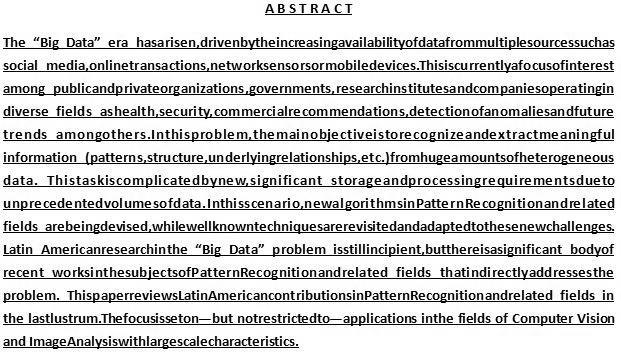 ABSTRACT
The “Big Data” era hasarisen,drivenbytheincreasingavailabilityofdatafrommultiplesourcessuchas
social media,onlinetransactions,networksensorsormobiledevices.Thisiscurrentlyafocusofinterest
among publicandprivateorganizations,governments,researchinstitutesandcompaniesoperatingin
diverse fields ashealth,security,commercialrecommendations,detectionofanomaliesandfuture
trends amongothers.Inthisproblem,themainobjectiveistorecognizeandextractmeaningful
information (patterns,structure,underlyingrelationships,etc.)fromhugeamountsofheterogeneous
data. Thistaskiscomplicatedbynew,significant storageandprocessingrequirementsdueto
unprecedentedvolumesofdata.Inthisscenario,newalgorithmsinPatternRecognitionandrelated
fields arebeingdevised,whilewellknowntechniquesarerevisitedandadaptedtothesenewchallenges.
Latin Americanresearchinthe “Big Data” problem isstillincipient,butthereisasignificant bodyof
recent worksinthesubjectsofPatternRecognitionandrelated fields thatindirectlyaddressesthe
problem. ThispaperreviewsLatinAmericancontributionsinPatternRecognitionandrelated fields in
the lastlustrum.Thefocusisseton—but notrestrictedto—applications inthe fields of Computer Vision
and ImageAnalysiswithlargescalecharacteristics.